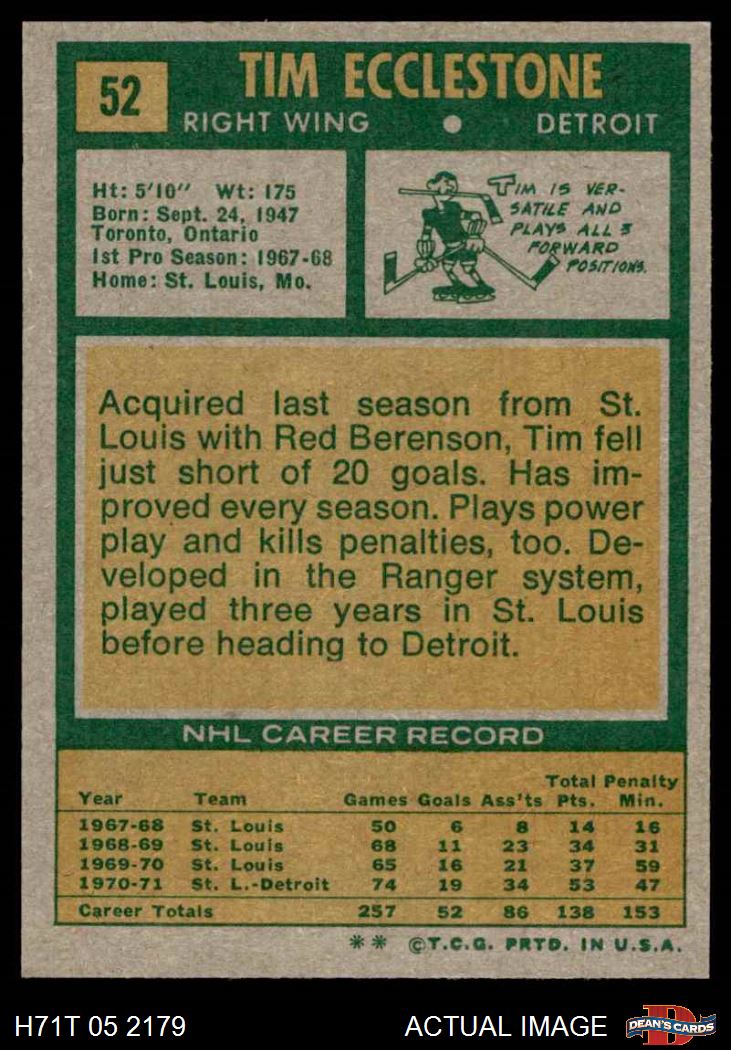 52
TIM ECCLESTONE
RIGHT WING • DETROIT
Ht: 5'10" Wt: 175
Born: Sept. 24, 1947
Toronto, Ontario
1st Pro Season: 1967-68
Home: St. Louis, Mo.
TIM IS VER-
SATILE AND
PLAYS ALL 3
FORWARD
POSITIONS.
Acquired last season from St.
Louis with Red Berenson, Tim fell
just short of 20 goals. Has im-
proved every season. Plays power
play and kills penalties, too. De-
veloped in the Ranger system,
played three years in St. Louis
before heading to Detroit.
NHL CAREER RECORD
Total Penalty
Year Team Games Goals Ass'ts Pts. Min.
1967-68 St. Louis 50 6 8 14 16
1968-69 St. Louis 68 11 23 34 31
1969-70 St. Louis 65 16 21 37 59
1970-71 St. L.-Detroit 74 19 34 53 47
Career Totals 257 52 86 138 153
** ©T.C.G. PRTD. IN U.S.A.
H71T 05 2179 ACTUAL IMAGE D DEAN'S CARDS